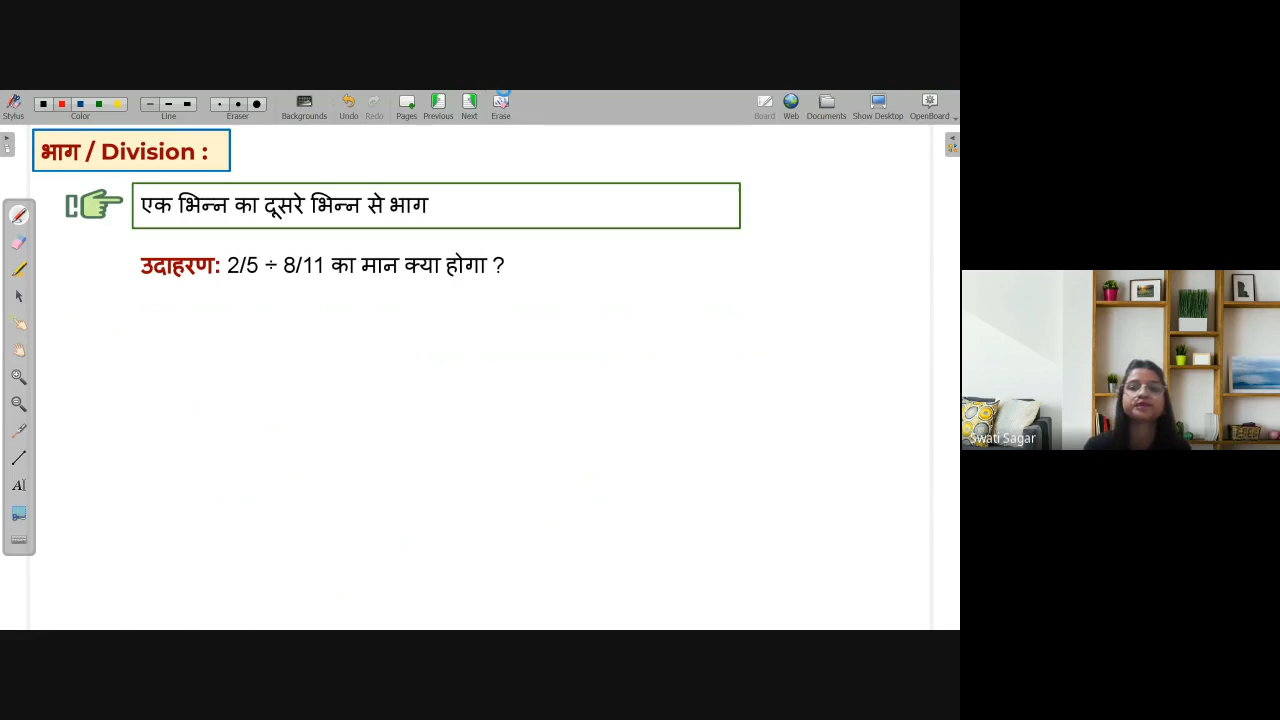 Stylus
Color
Line
Eraser
Backgrounds
Undo
Redo
Pages
Previous
Next
Erase
Board
Web
Documents
Show Desktop
OpenBoard
भाग / Division :
एक भिन्न का दूसरे भिन्न से भाग
उदाहरण: 2/5 ÷ 8/11 का मान क्या होगा ?
AI
Swati Sagar